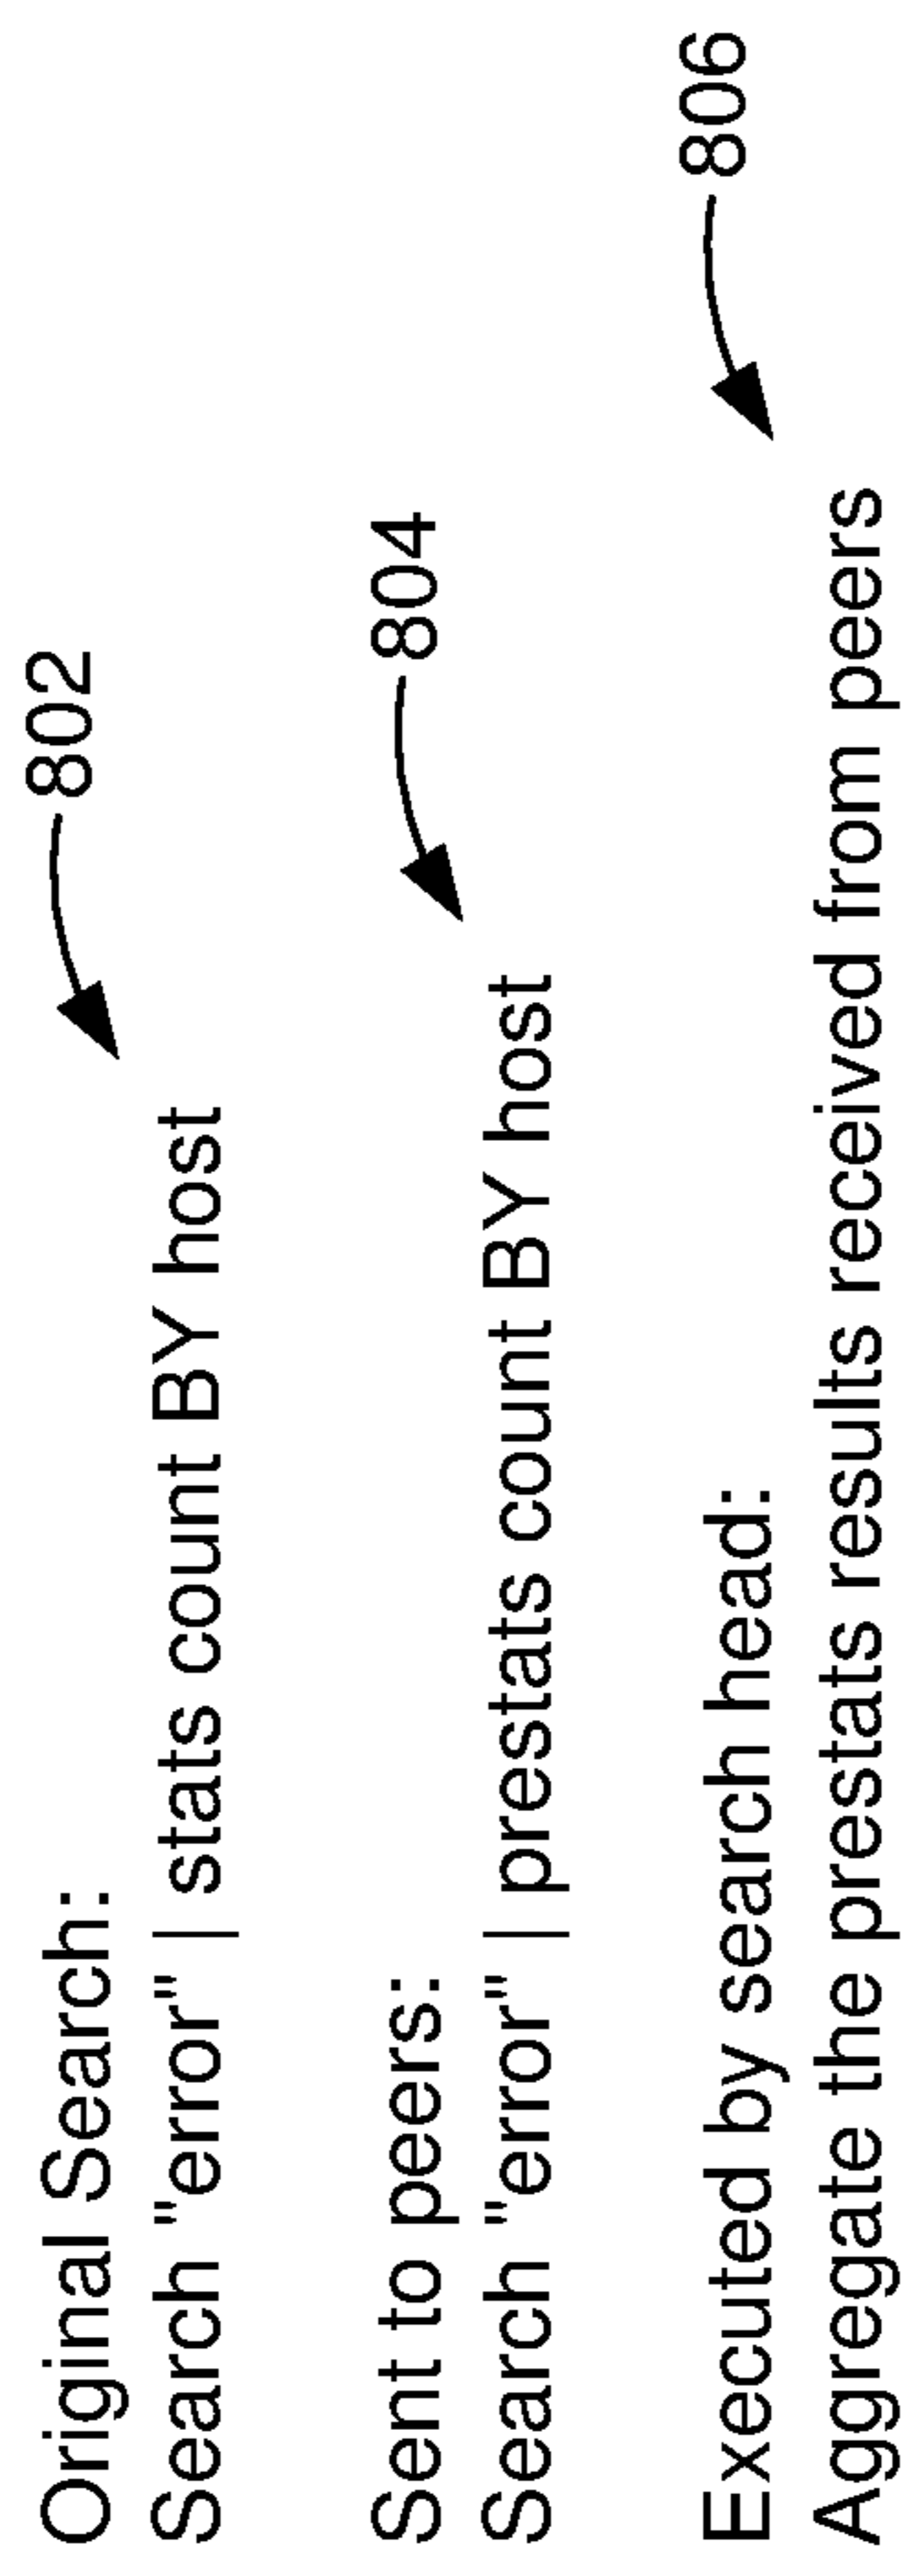 Original Search: 802
Search "error" | stats count BY host
Sent to peers: 804
Search "error" | prestats count BY host
806
Executed by search head:
Aggregate the prestats results received from peers